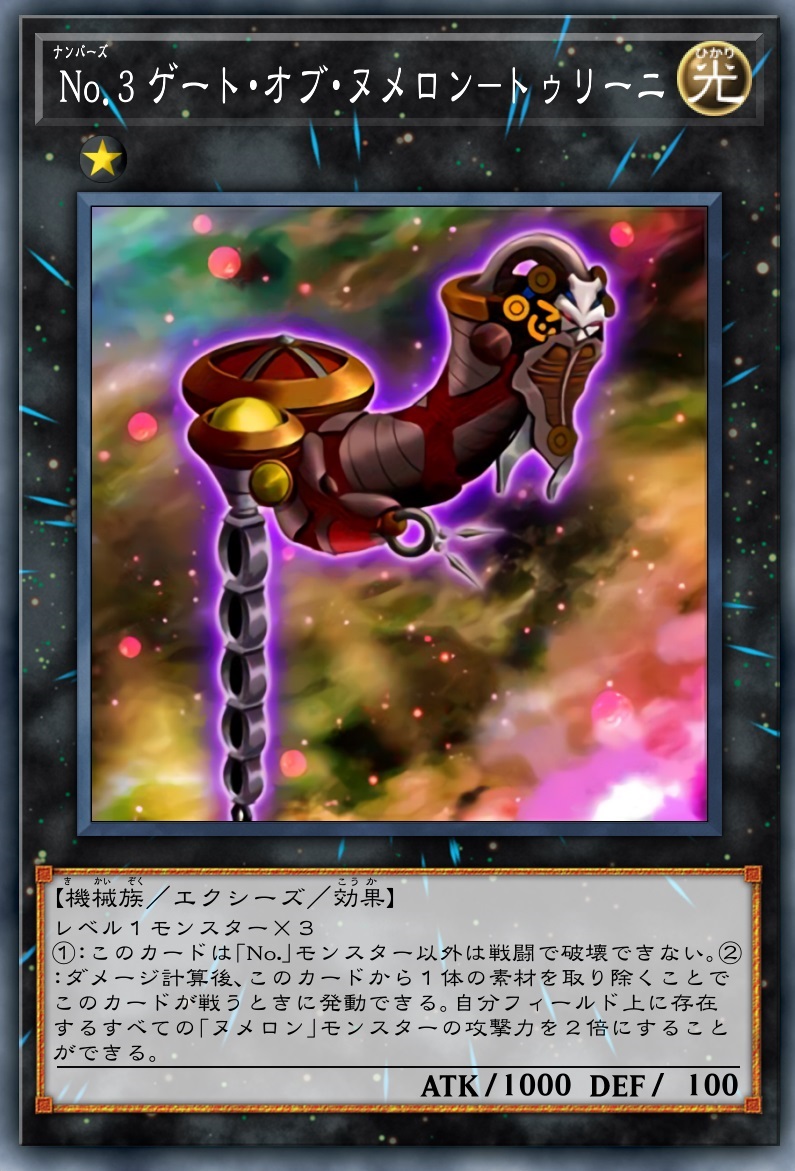 ナンバーズ
No.3 ゲート・オブ・ヌメロン－トゥリーニ
ひかり
光
き かい ぞく こう か
【機械族／エクシーズ／効果】
レベル１モンスター×３
①：このカードは「No.」モンスター以外は戦闘で破壊できない。②
：ダメージ計算後、このカードから１体の素材を取り除くことで
このカードが戦うときに発動できる。自分フィールド上に存在
するすべての「ヌメロン」モンスターの攻撃力を２倍にすること
ができる。
ATK/1000 DEF/ 100